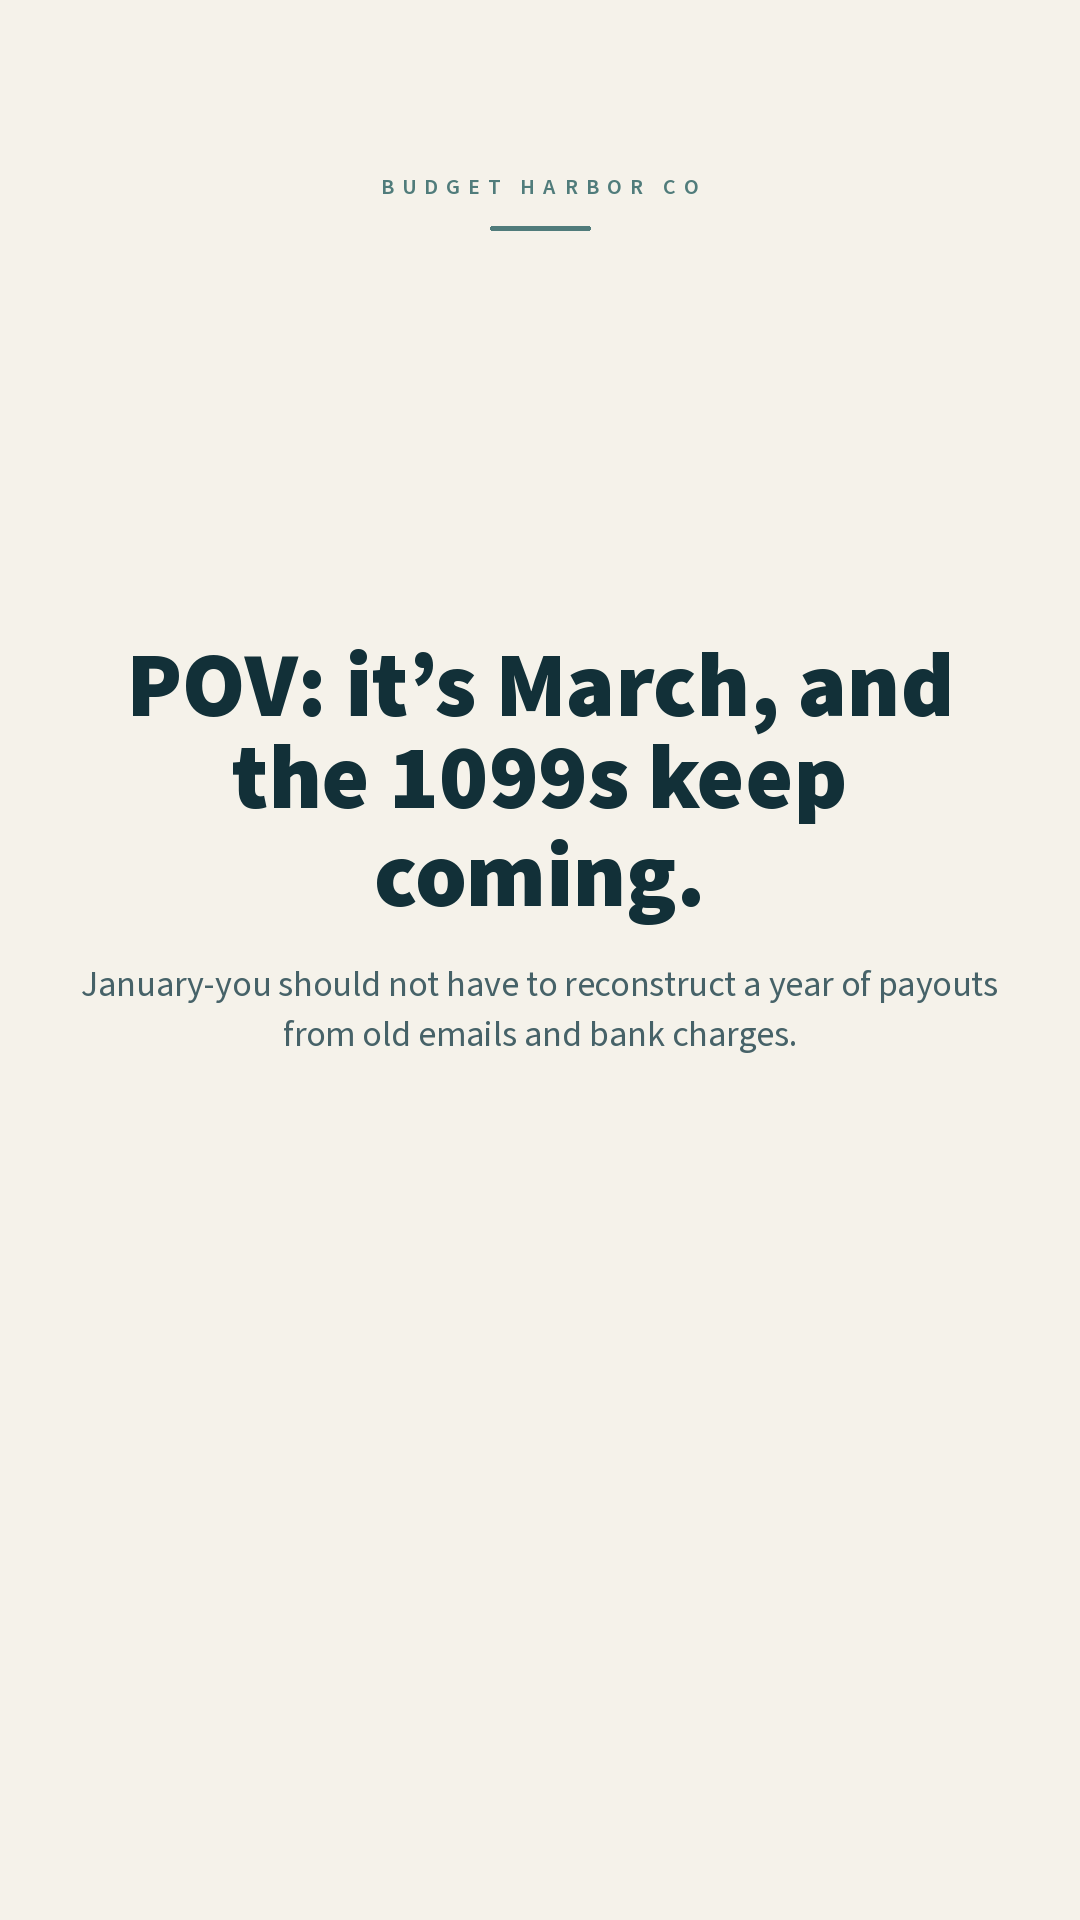 BUDGET HARBOR CO
POV: it’s March, and
the 1099s keep
coming.
January-you should not have to reconstruct a year of payouts
from old emails and bank charges.